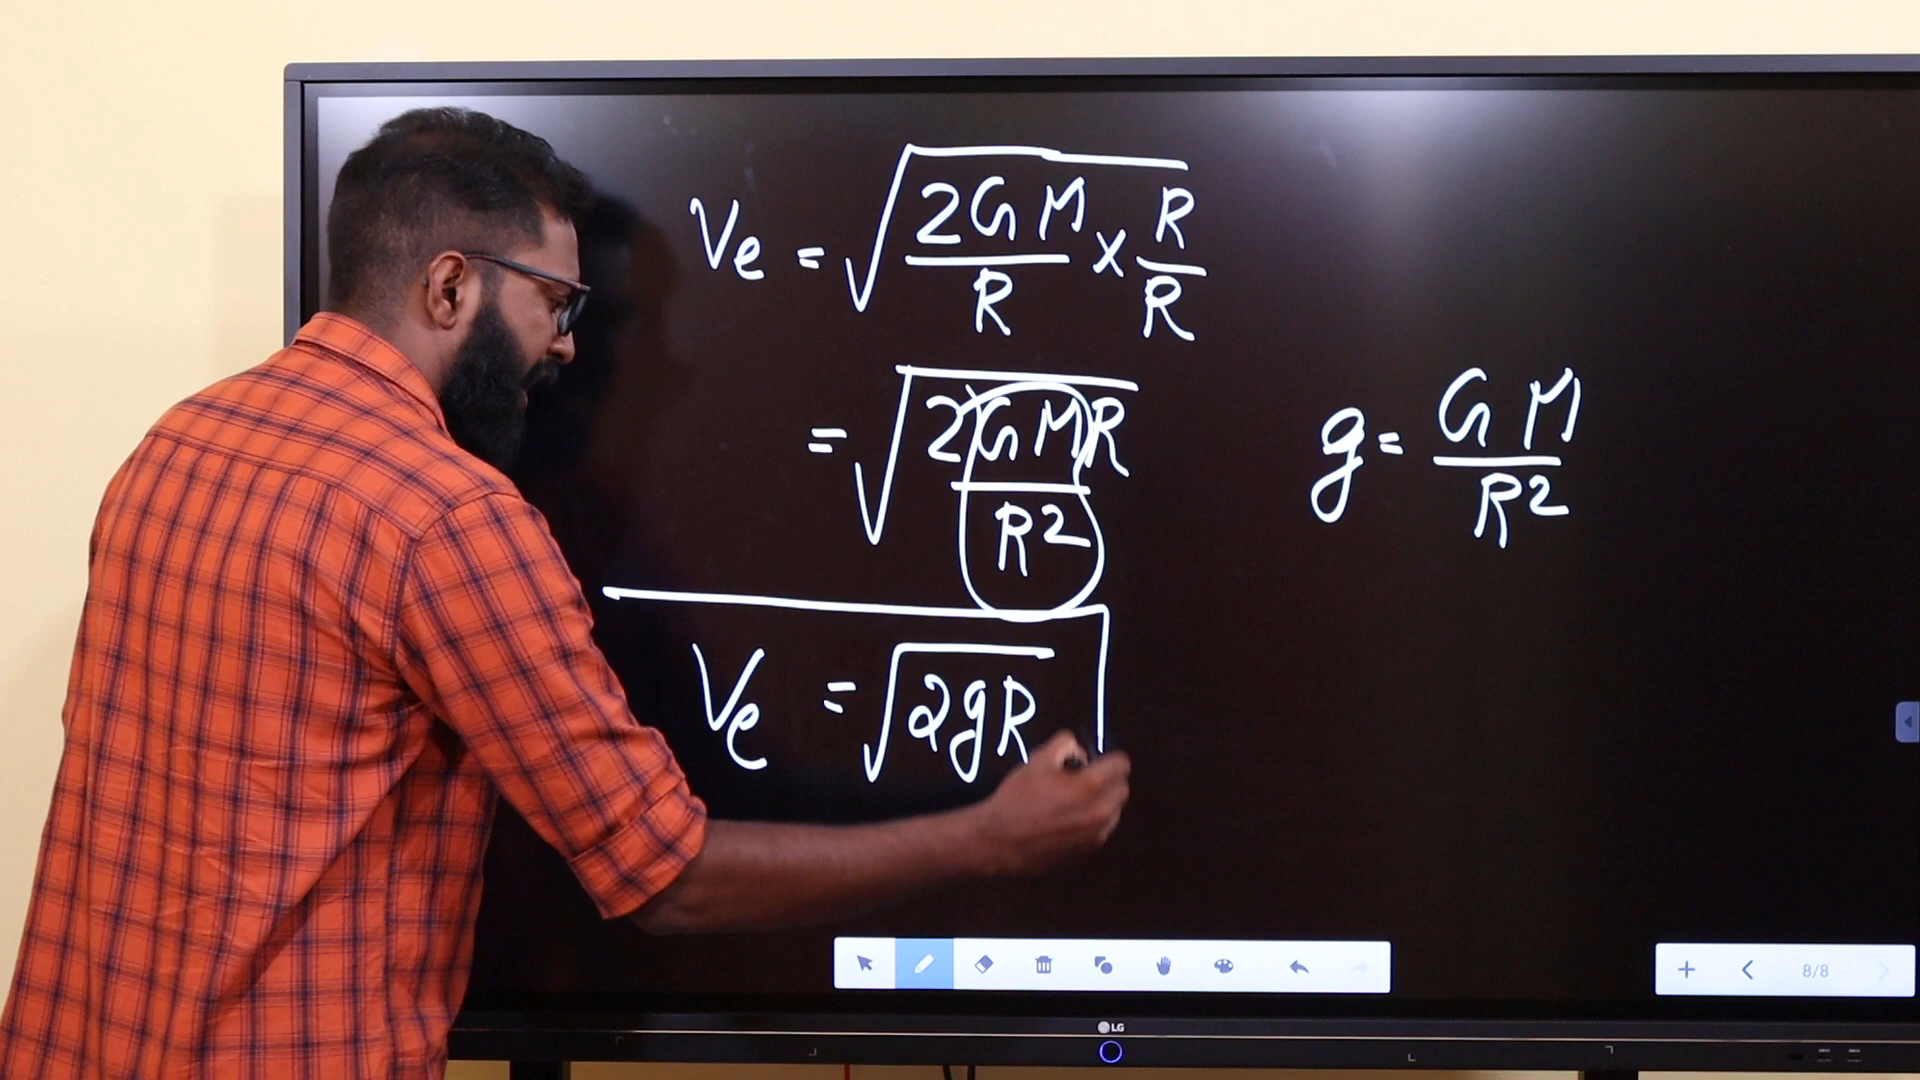 Ve = √(2GM/R × R/R)
= √(2GMR/R²)
g = GM/R²
Ve = √(2gR)
8/8
LG